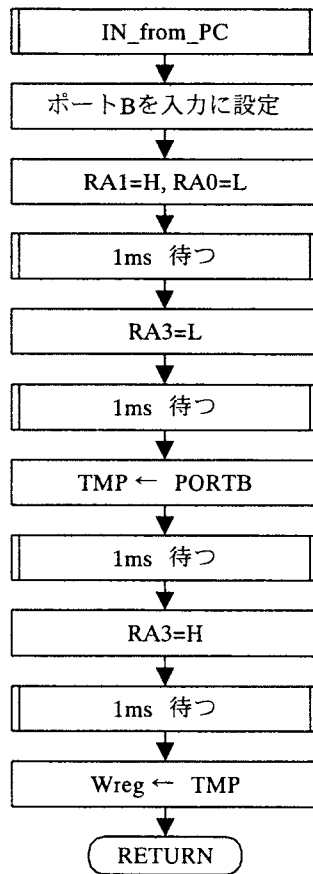 IN_from_PC
ポートBを入力に設定
RA1=H, RA0=L
1ms 待つ
RA3=L
1ms 待つ
TMP ← PORTB
1ms 待つ
RA3=H
1ms 待つ
Wreg ← TMP
RETURN